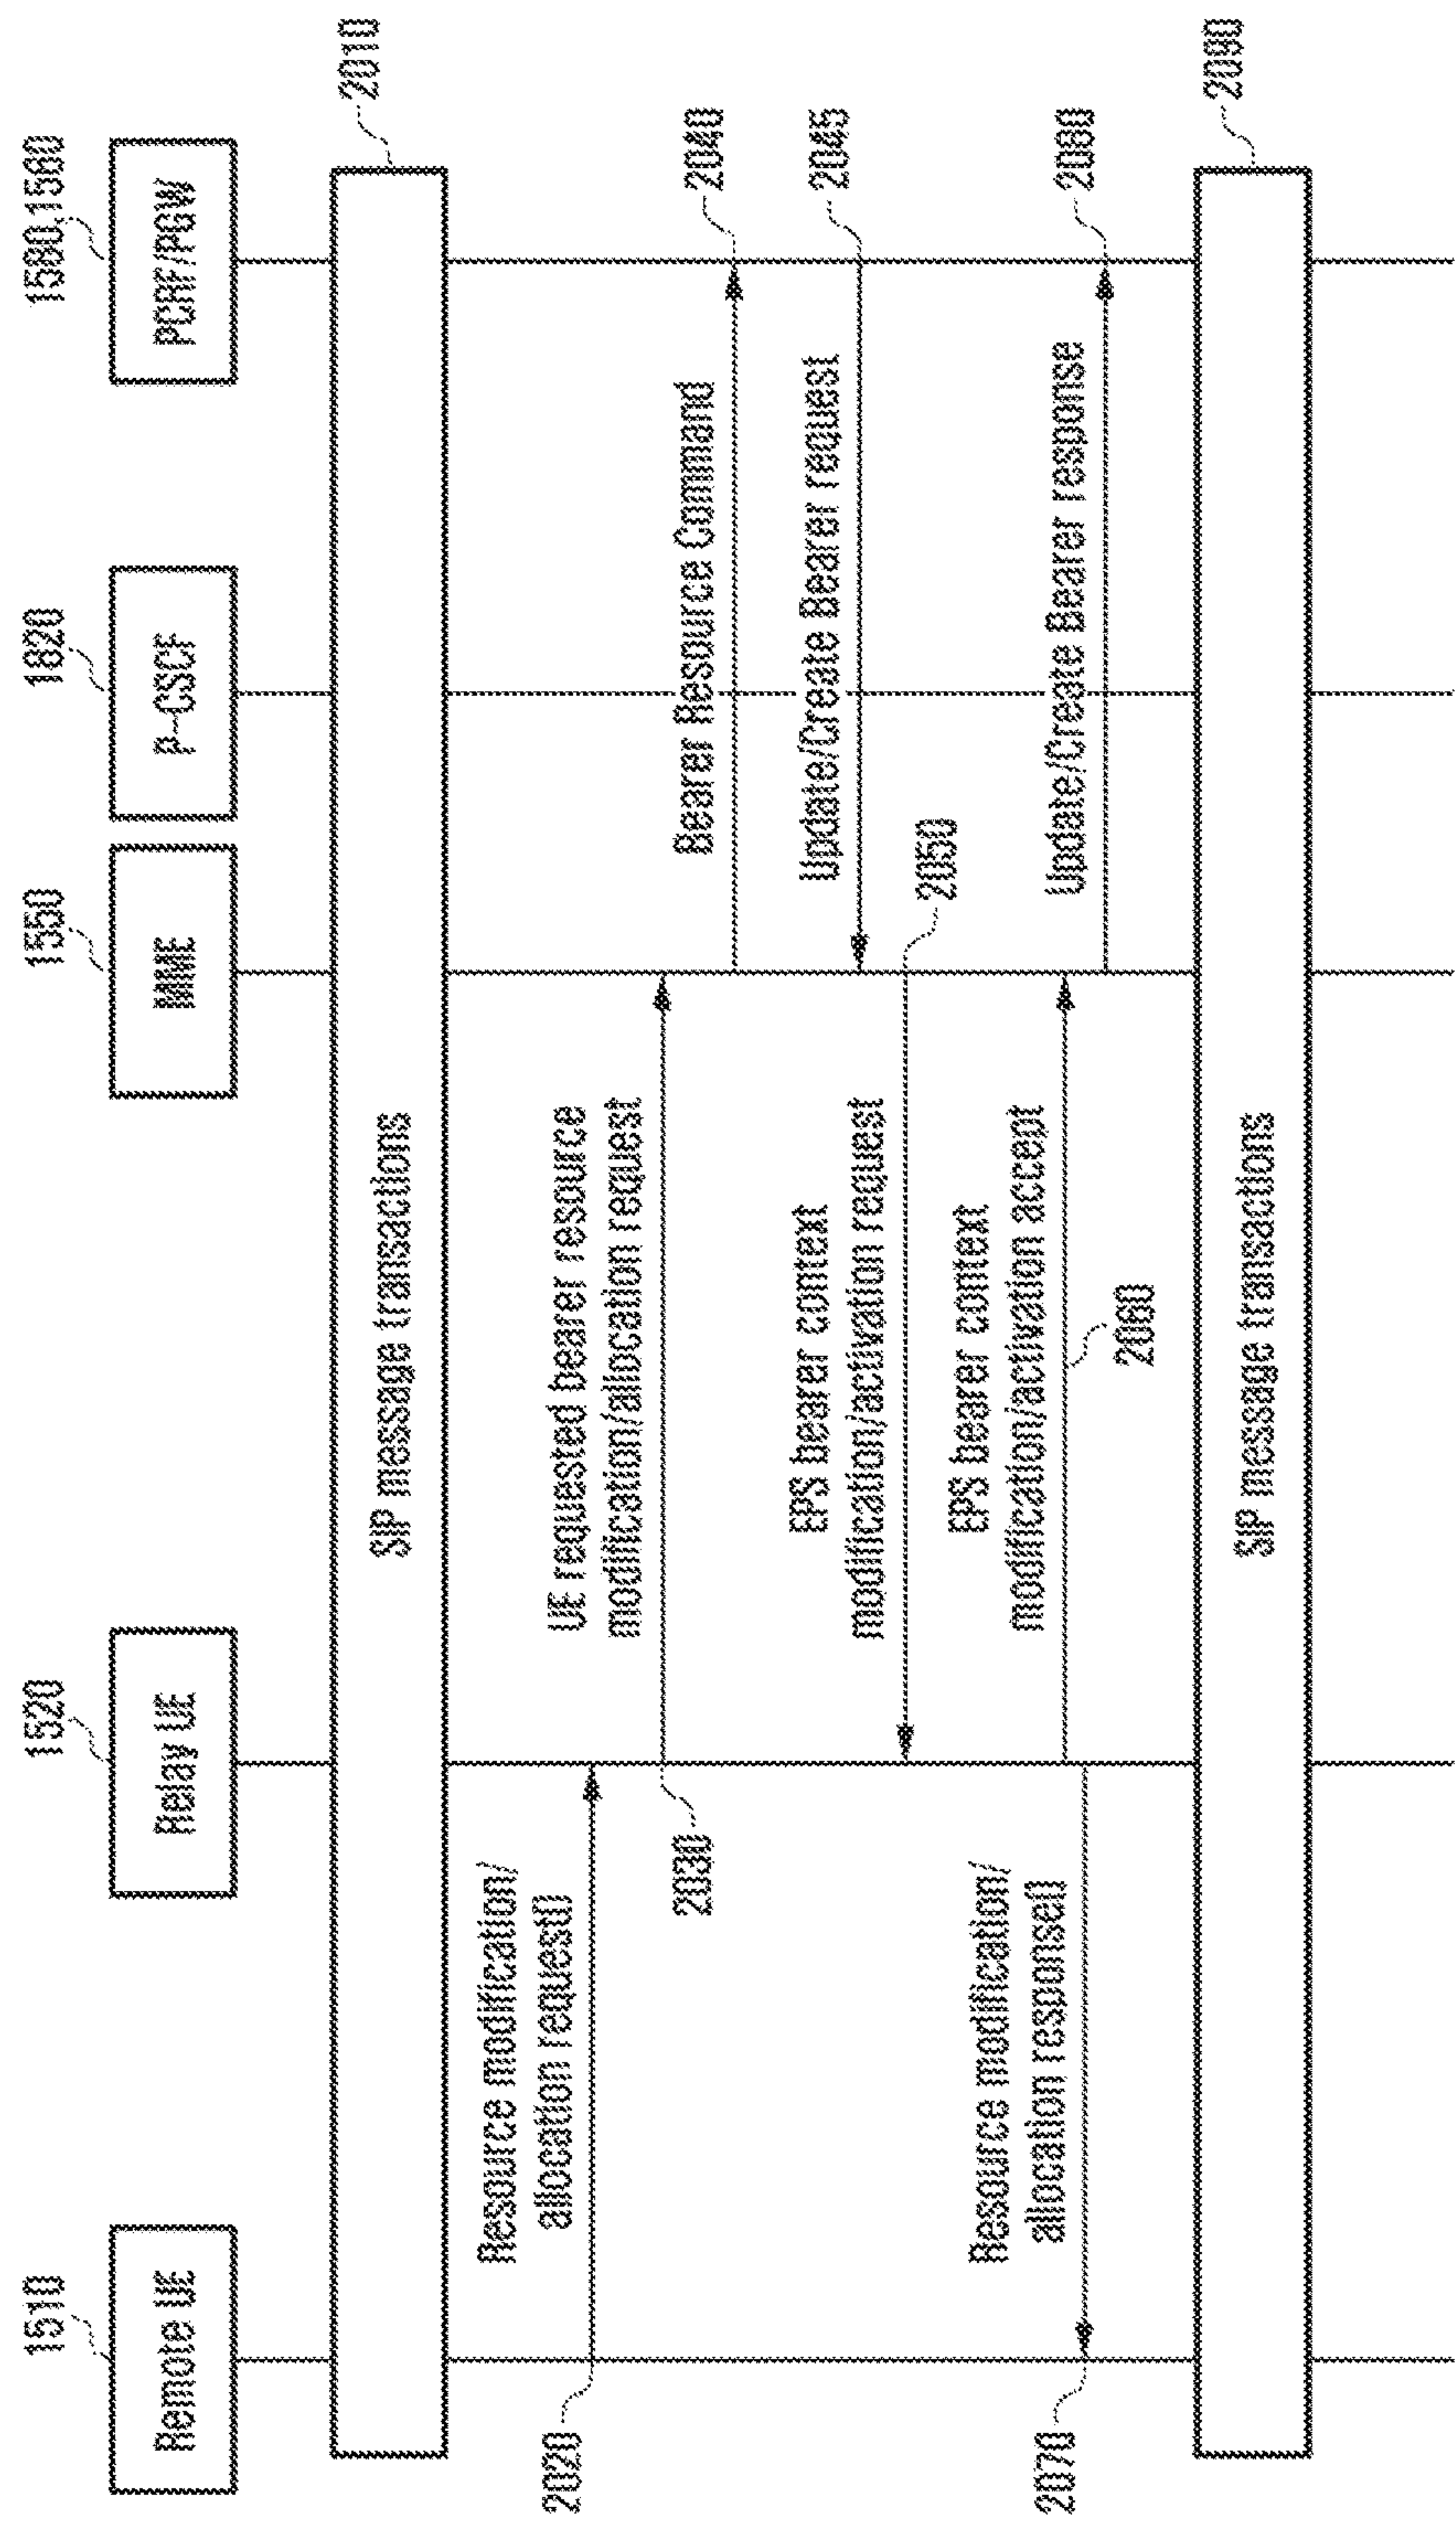 1510
1520
1550
1820
1580,1560
Remote UE
Relay UE
MME
P-CSCF
PCRF/PGW
SIP message transactions
2010
Resource modification/
allocation request()
2020
UE requested bearer resource
modification/allocation request
2030
Bearer Resource Command
2040
Update/Create Bearer request
2045
EPS bearer context
modification/activation request
2050
EPS bearer context
modification/activation accept
2060
Resource modification/
allocation response()
2070
Update/Create Bearer response
2080
SIP message transactions
2090